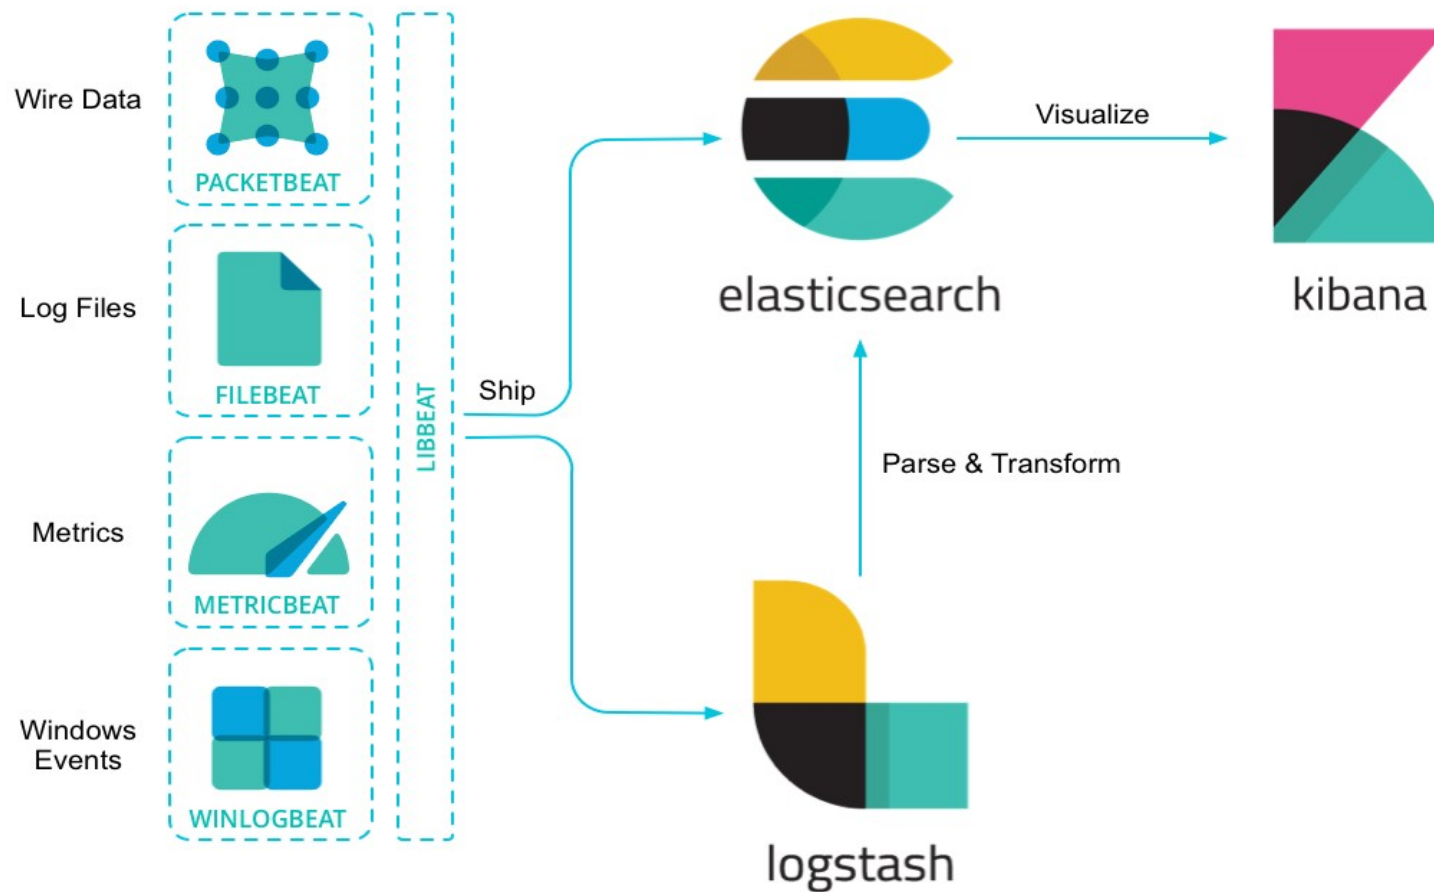 Wire Data
PACKETBEAT
Log Files
FILEBEAT
Metrics
METRICBEAT
Windows
Events
WINLOGBEAT
LIBBEAT
Ship
elasticsearch
Visualize
kibana
Parse & Transform
logstash